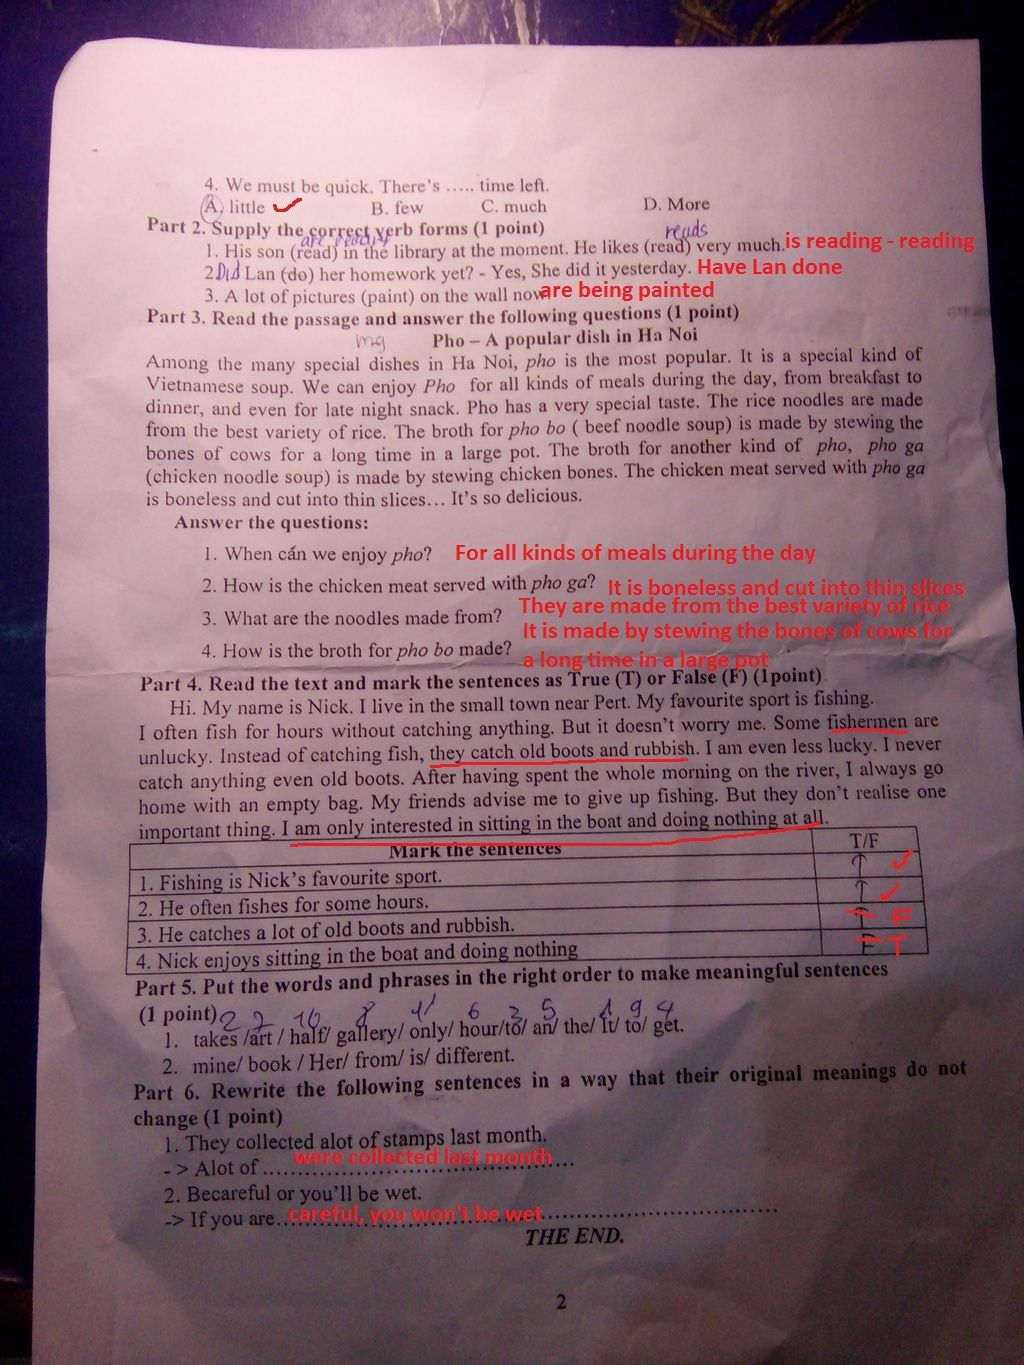 4. We must be quick. There's ..... time left.
A. little B. few C. much D. More
Part 2. Supply the correct verb forms (1 point)
are reading reads
1. His son (read) in the library at the moment. He likes (read) very much. is reading - reading
2. Did Lan (do) her homework yet? - Yes, She did it yesterday. Have Lan done
3. A lot of pictures (paint) on the wall now. are being painted
Part 3. Read the passage and answer the following questions (1 point)
mg Pho – A popular dish in Ha Noi
Among the many special dishes in Ha Noi, pho is the most popular. It is a special kind of
Vietnamese soup. We can enjoy Pho for all kinds of meals during the day, from breakfast to
dinner, and even for late night snack. Pho has a very special taste. The rice noodles are made
from the best variety of rice. The broth for pho bo ( beef noodle soup) is made by stewing the
bones of cows for a long time in a large pot. The broth for another kind of pho, pho ga
(chicken noodle soup) is made by stewing chicken bones. The chicken meat served with pho ga
is boneless and cut into thin slices… It's so delicious.
Answer the questions:
1. When can we enjoy pho? For all kinds of meals during the day
2. How is the chicken meat served with pho ga? It is boneless and cut into thin slices
3. What are the noodles made from? They are made from the best variety of rice
4. How is the broth for pho bo made? It is made by stewing the bones of cows for
a long time in a large pot
Part 4. Read the text and mark the sentences as True (T) or False (F) (1point)
Hi. My name is Nick. I live in the small town near Pert. My favourite sport is fishing.
I often fish for hours without catching anything. But it doesn't worry me. Some fishermen are
unlucky. Instead of catching fish, they catch old boots and rubbish. I am even less lucky. I never
catch anything even old boots. After having spent the whole morning on the river, I always go
home with an empty bag. My friends advise me to give up fishing. But they don't realise one
important thing. I am only interested in sitting in the boat and doing nothing at all.
Mark the sentences T/F
1. Fishing is Nick's favourite sport. T
2. He often fishes for some hours. T
3. He catches a lot of old boots and rubbish. T F
4. Nick enjoys sitting in the boat and doing nothing F T
Part 5. Put the words and phrases in the right order to make meaningful sentences
(1 point) 2 7 10 8 11 6 3 5 1 9 4
1. takes /art / half/ gallery/ only/ hour/to/ an/ the/ It/ to/ get.
2. mine/ book / Her/ from/ is/ different.
Part 6. Rewrite the following sentences in a way that their original meanings do not
change (1 point)
1. They collected alot of stamps last month.
- > Alot of were collected last month
2. Becareful or you'll be wet.
-> If you are careful, you won't be wet
THE END.
2